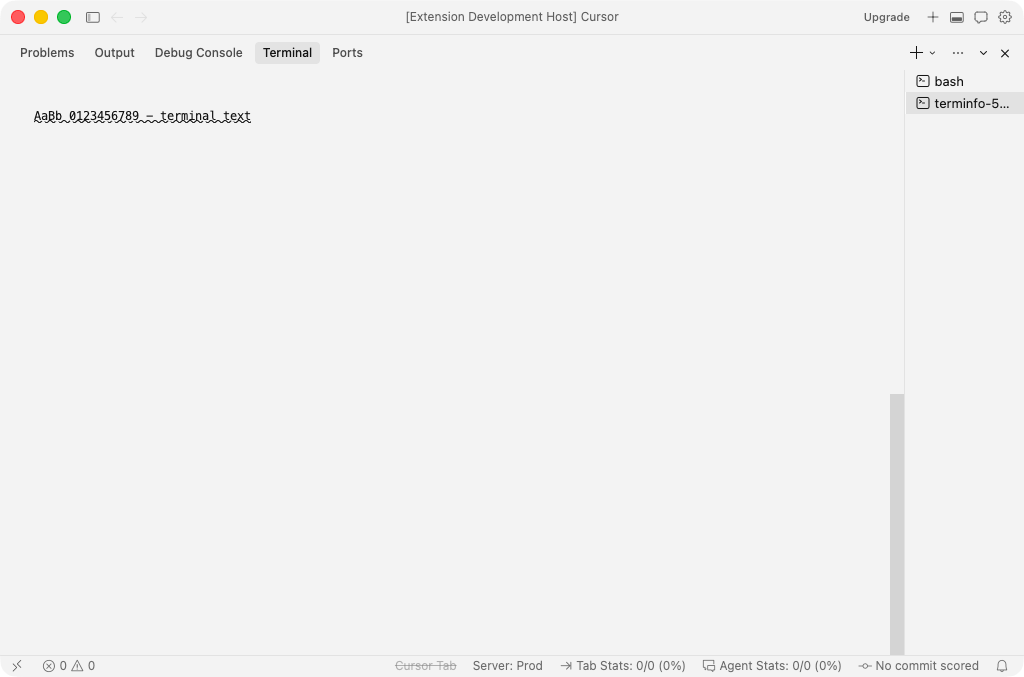 [Extension Development Host] Cursor
Upgrade
Problems Output Debug Console Terminal Ports
bash
terminfo-5...
AaBb 0123456789 — terminal text
0 0 Cursor Tab Server: Prod Tab Stats: 0/0 (0%) Agent Stats: 0/0 (0%) No commit scored